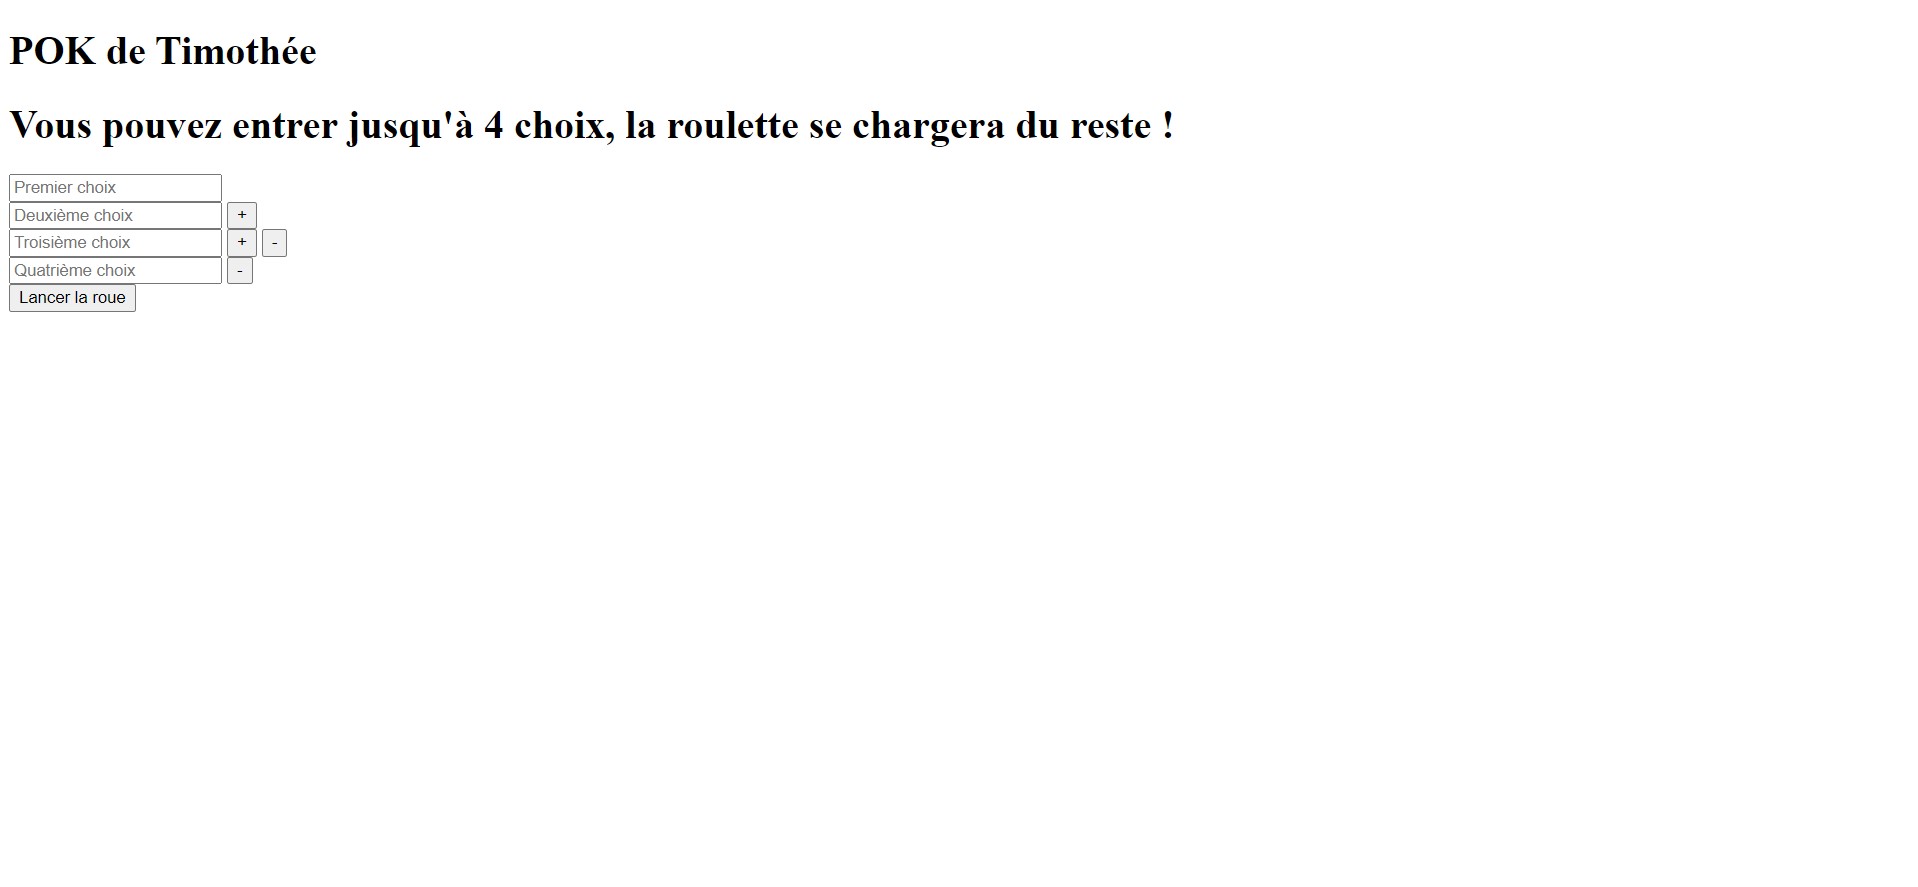 POK de Timothée
Vous pouvez entrer jusqu'à 4 choix, la roulette se chargera du reste !
Premier choix
Deuxième choix +
Troisième choix + -
Quatrième choix -
Lancer la roue